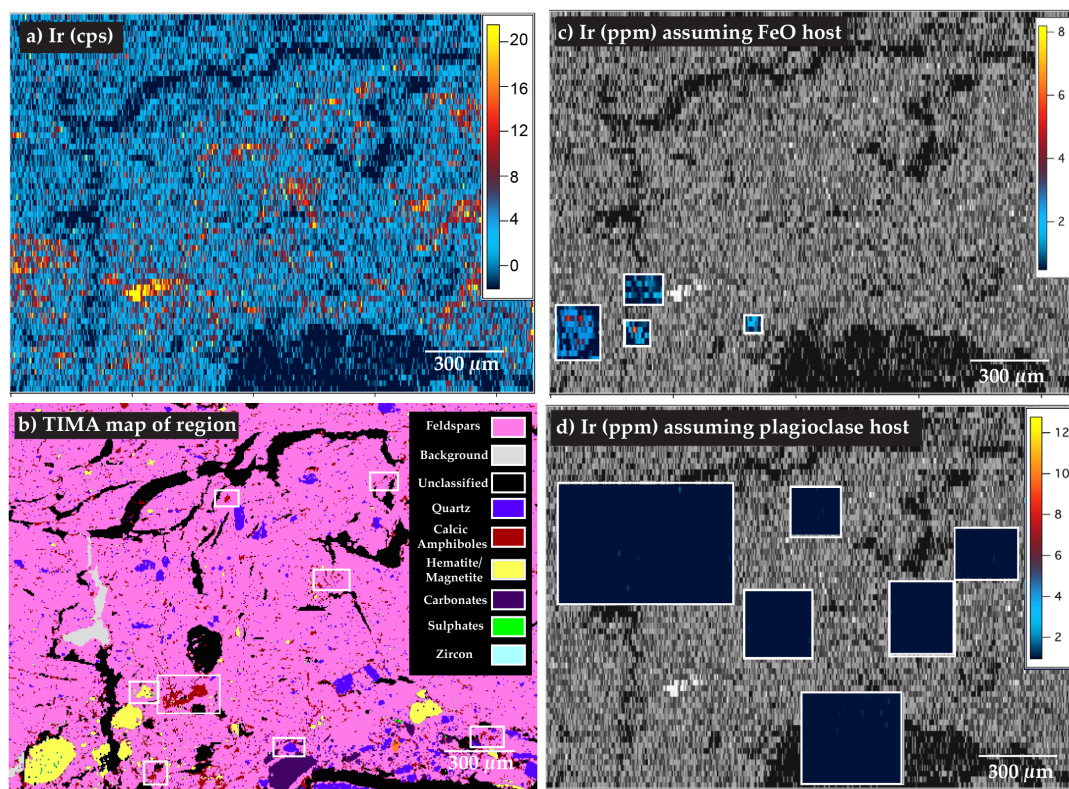 a) Ir (cps)
20
16
12
8
4
0
300 µm
c) Ir (ppm) assuming FeO host
8
6
4
2
300 µm
b) TIMA map of region
Feldspars
Background
Unclassified
Quartz
Calcic
Amphiboles
Hematite/
Magnetite
Carbonates
Sulphates
Zircon
300 µm
d) Ir (ppm) assuming plagioclase host
12
10
8
6
4
2
300 µm